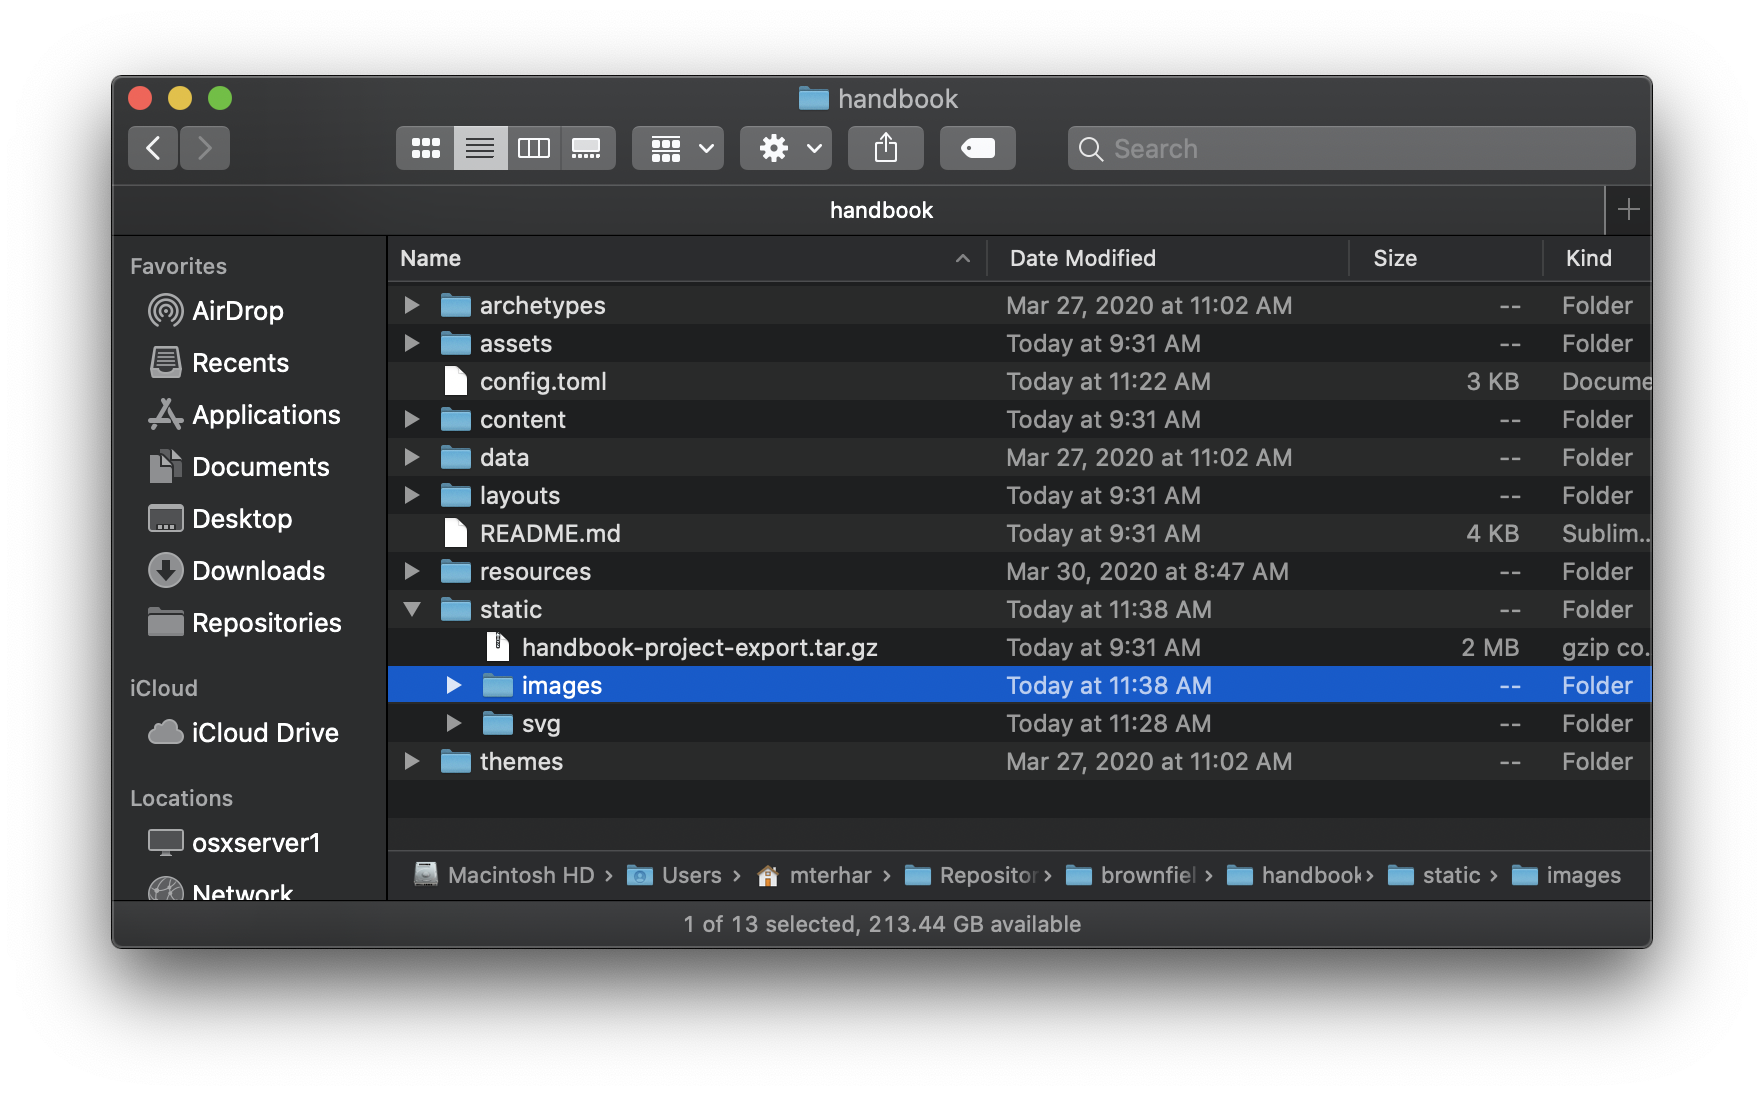 handbook
Search
handbook
Favorites
AirDrop
Recents
Applications
Documents
Desktop
Downloads
Repositories
iCloud
iCloud Drive
Locations
osxserver1
Network
Name Date Modified Size Kind
archetypes Mar 27, 2020 at 11:02 AM -- Folder
assets Today at 9:31 AM -- Folder
config.toml Today at 11:22 AM 3 KB Docume
content Today at 9:31 AM -- Folder
data Mar 27, 2020 at 11:02 AM -- Folder
layouts Today at 9:31 AM -- Folder
README.md Today at 9:31 AM 4 KB Sublim...
resources Mar 30, 2020 at 8:47 AM -- Folder
static Today at 11:38 AM -- Folder
handbook-project-export.tar.gz Today at 9:31 AM 2 MB gzip co.
images Today at 11:38 AM -- Folder
svg Today at 11:28 AM -- Folder
themes Mar 27, 2020 at 11:02 AM -- Folder
Macintosh HD › Users › mterhar › Repositor › brownfiel › handbook › static › images
1 of 13 selected, 213.44 GB available